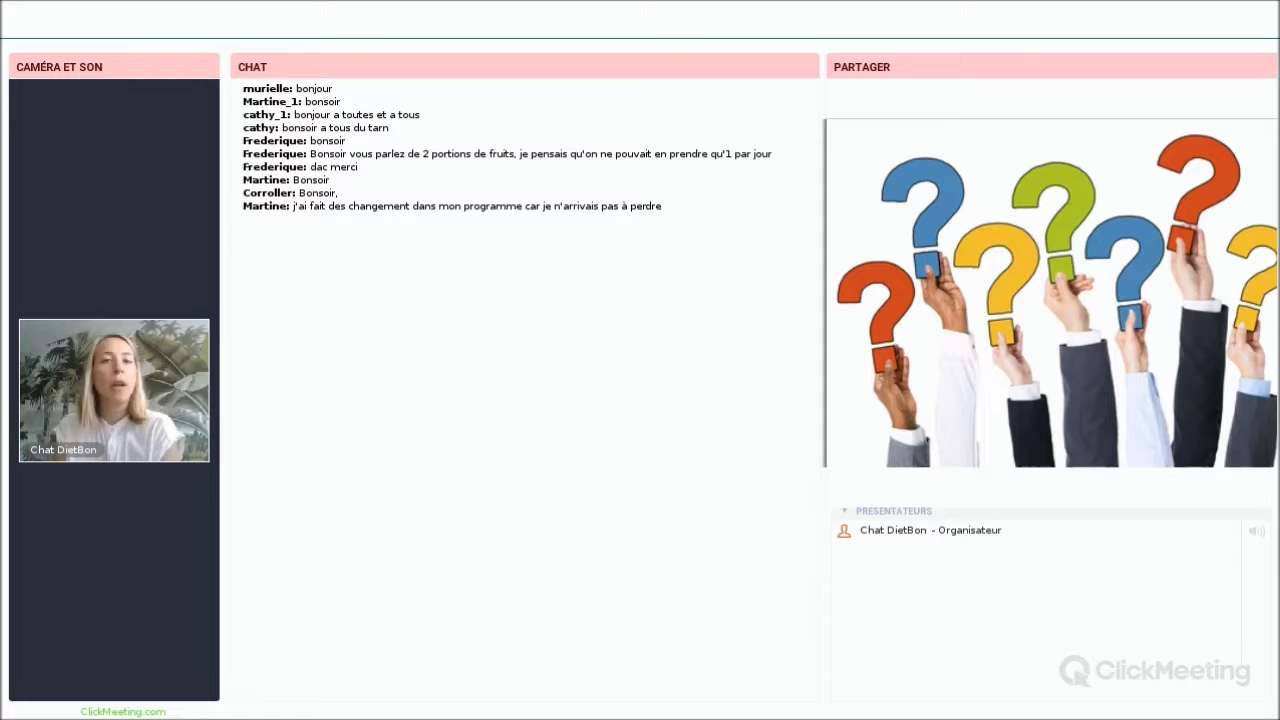 CAMÉRA ET SON
CHAT
PARTAGER
murielle: bonjour
Martine_1: bonsoir
cathy_1: bonjour a toutes et a tous
cathy: bonsoir a tous du tarn
Frederique: bonsoir
Frederique: Bonsoir vous parlez de 2 portions de fruits, je pensais qu'on ne pouvait en prendre qu'1 par jour
Frederique: dac merci
Martine: Bonsoir
Corroller: Bonsoir,
Martine: j'ai fait des changement dans mon programme car je n'arrivais pas à perdre
Chat DietBon
PRÉSENTATEURS
Chat DietBon - Organisateur
ClickMeeting
ClickMeeting.com